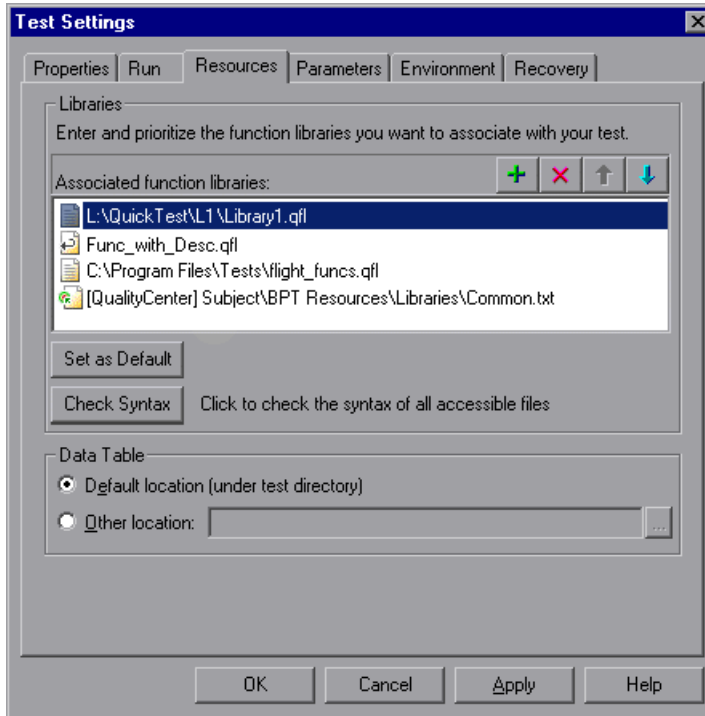 Test Settings
Properties Run Resources Parameters Environment Recovery
Libraries
Enter and prioritize the function libraries you want to associate with your test.
Associated function libraries:
L:\QuickTest\L1\Library1.qfl
Func_with_Desc.qfl
C:\Program Files\Tests\flight_funcs.qfl
[QualityCenter] Subject\BPT Resources\Libraries\Common.txt
Set as Default
Check Syntax Click to check the syntax of all accessible files
Data Table
Default location (under test directory)
Other location: ...
OK Cancel Apply Help